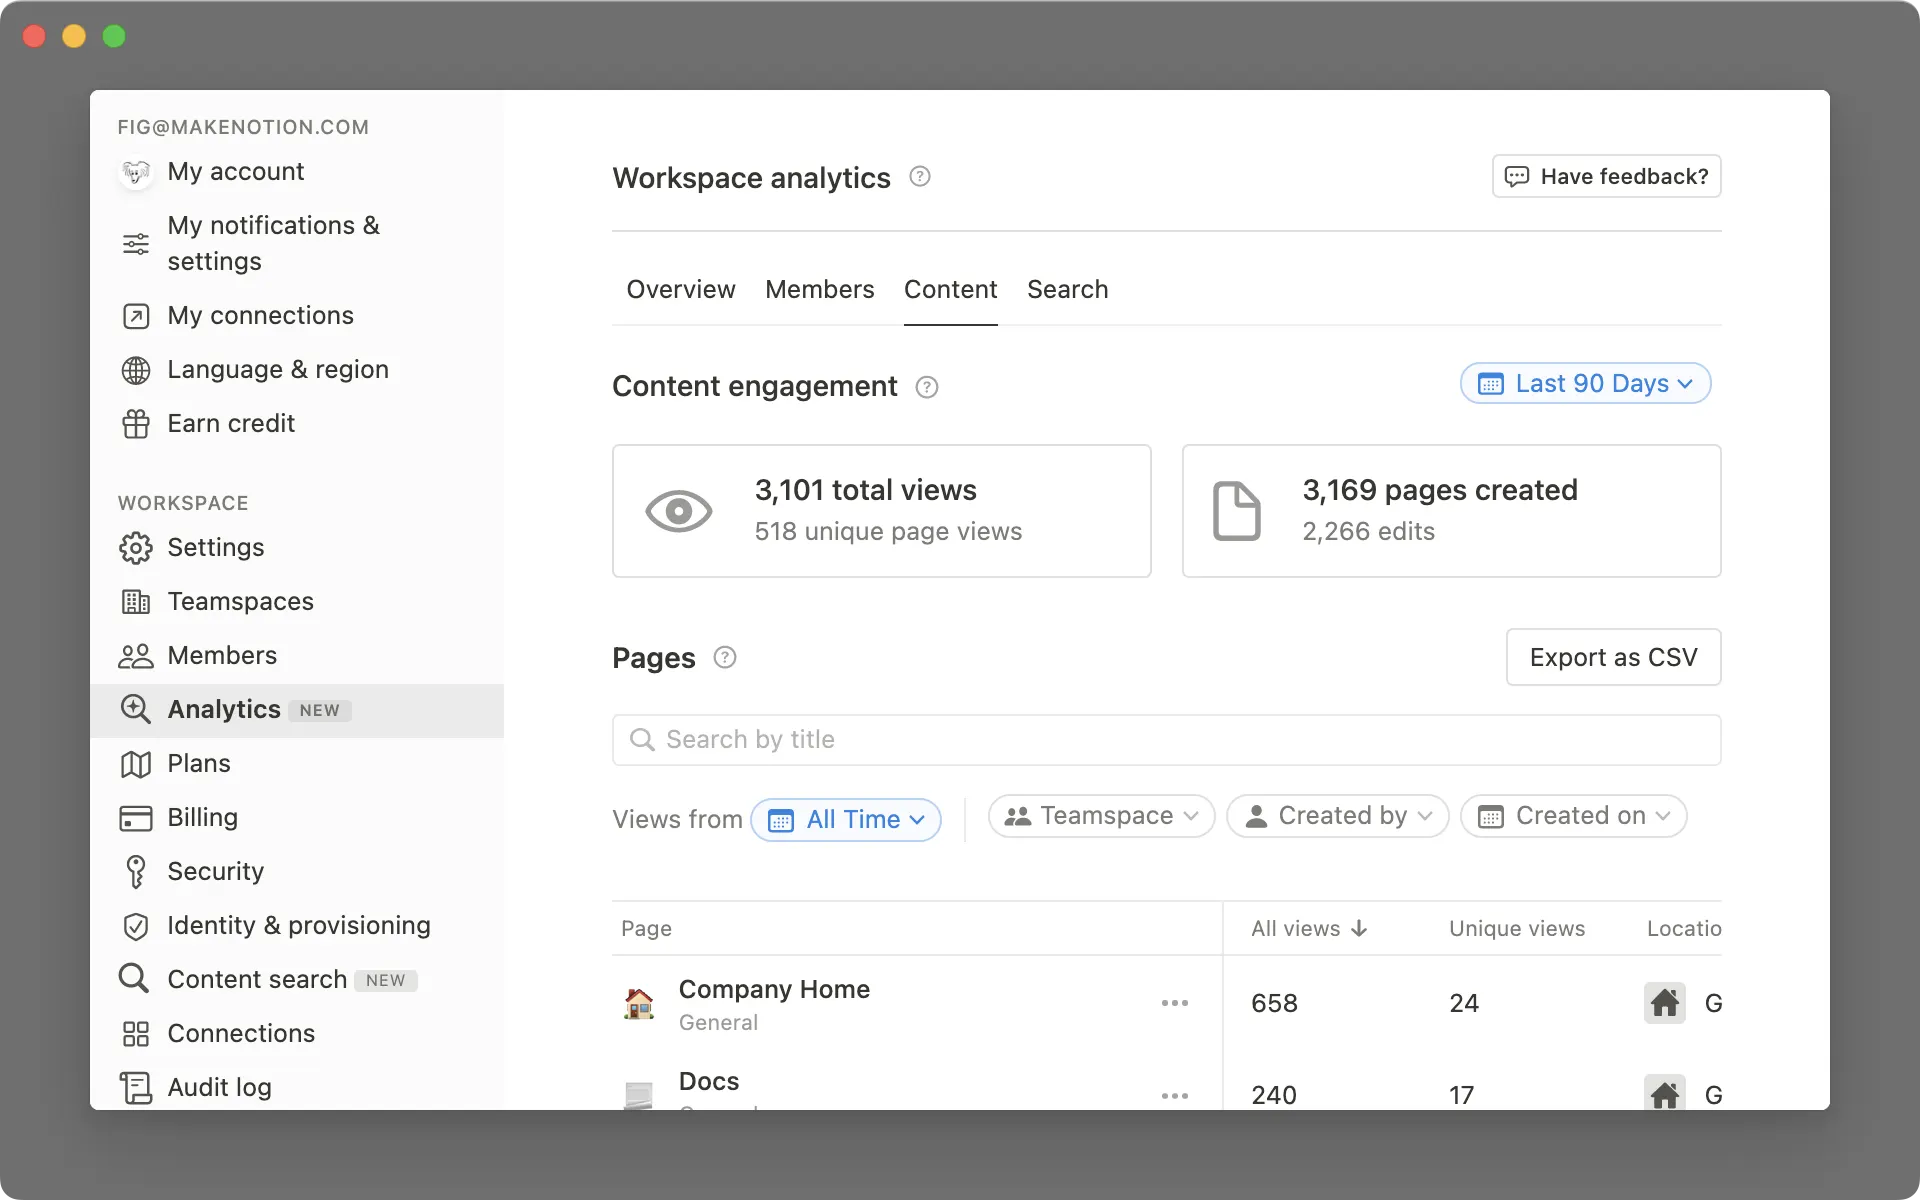 FIG@MAKENOTION.COM
My account
My notifications &
settings
My connections
Language & region
Earn credit
WORKSPACE
Settings
Teamspaces
Members
Analytics NEW
Plans
Billing
Security
Identity & provisioning
Content search NEW
Connections
Audit log
Workspace analytics ?
Have feedback?
Overview Members Content Search
Content engagement ?
Last 90 Days
3,101 total views
518 unique page views
3,169 pages created
2,266 edits
Pages ?
Export as CSV
Search by title
Views from All Time Teamspace Created by Created on
Page All views ↓ Unique views Locatio
Company Home
General
658 24 G
Docs
240 17 G